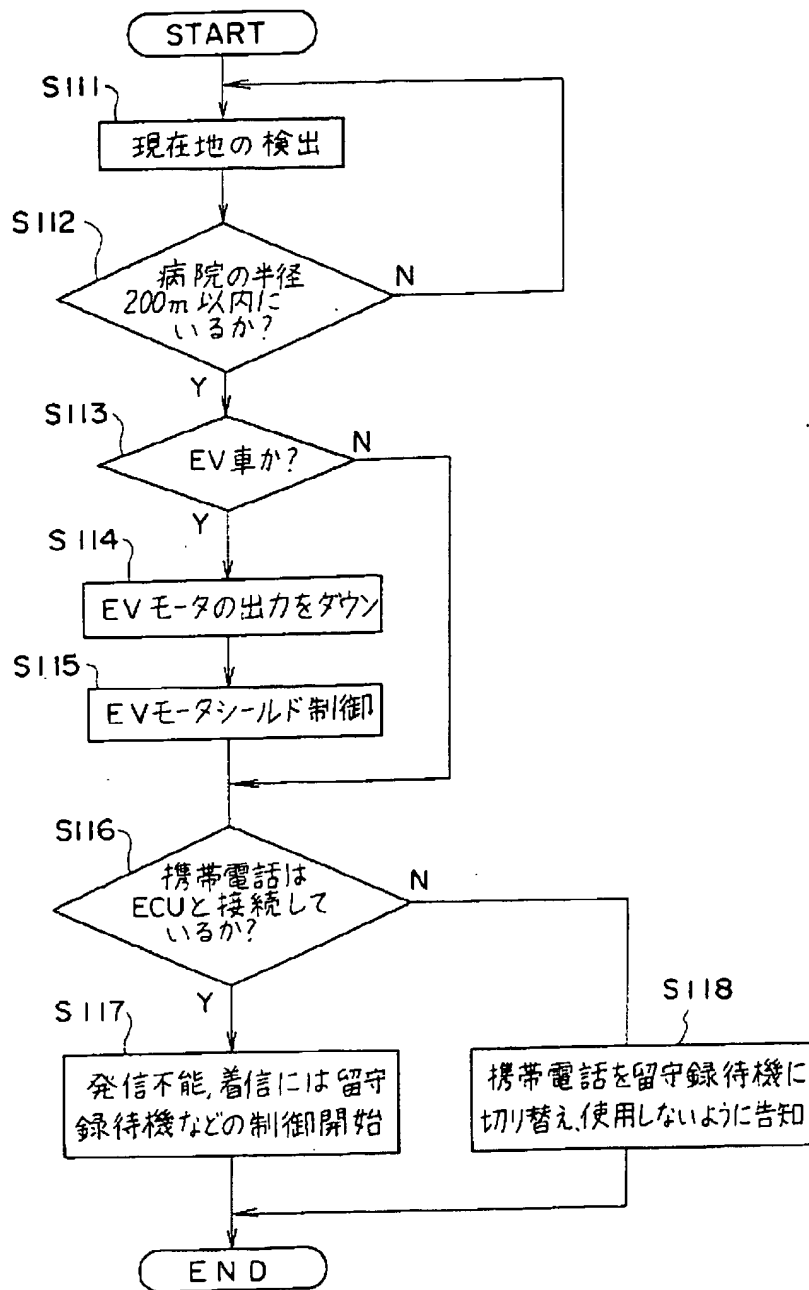 START
S111
現在地の検出
S112
病院の半径
200m以内に
いるか?
N
Y
S113
EV車か?
N
Y
S114
EVモータの出力をダウン
S115
EVモータシールド制御
S116
携帯電話は
ECUと接続して
いるか?
N
Y
S117
発信不能,着信には留守
録待機などの制御開始
S118
携帯電話を留守録待機に
切り替え、使用しないように告知
END